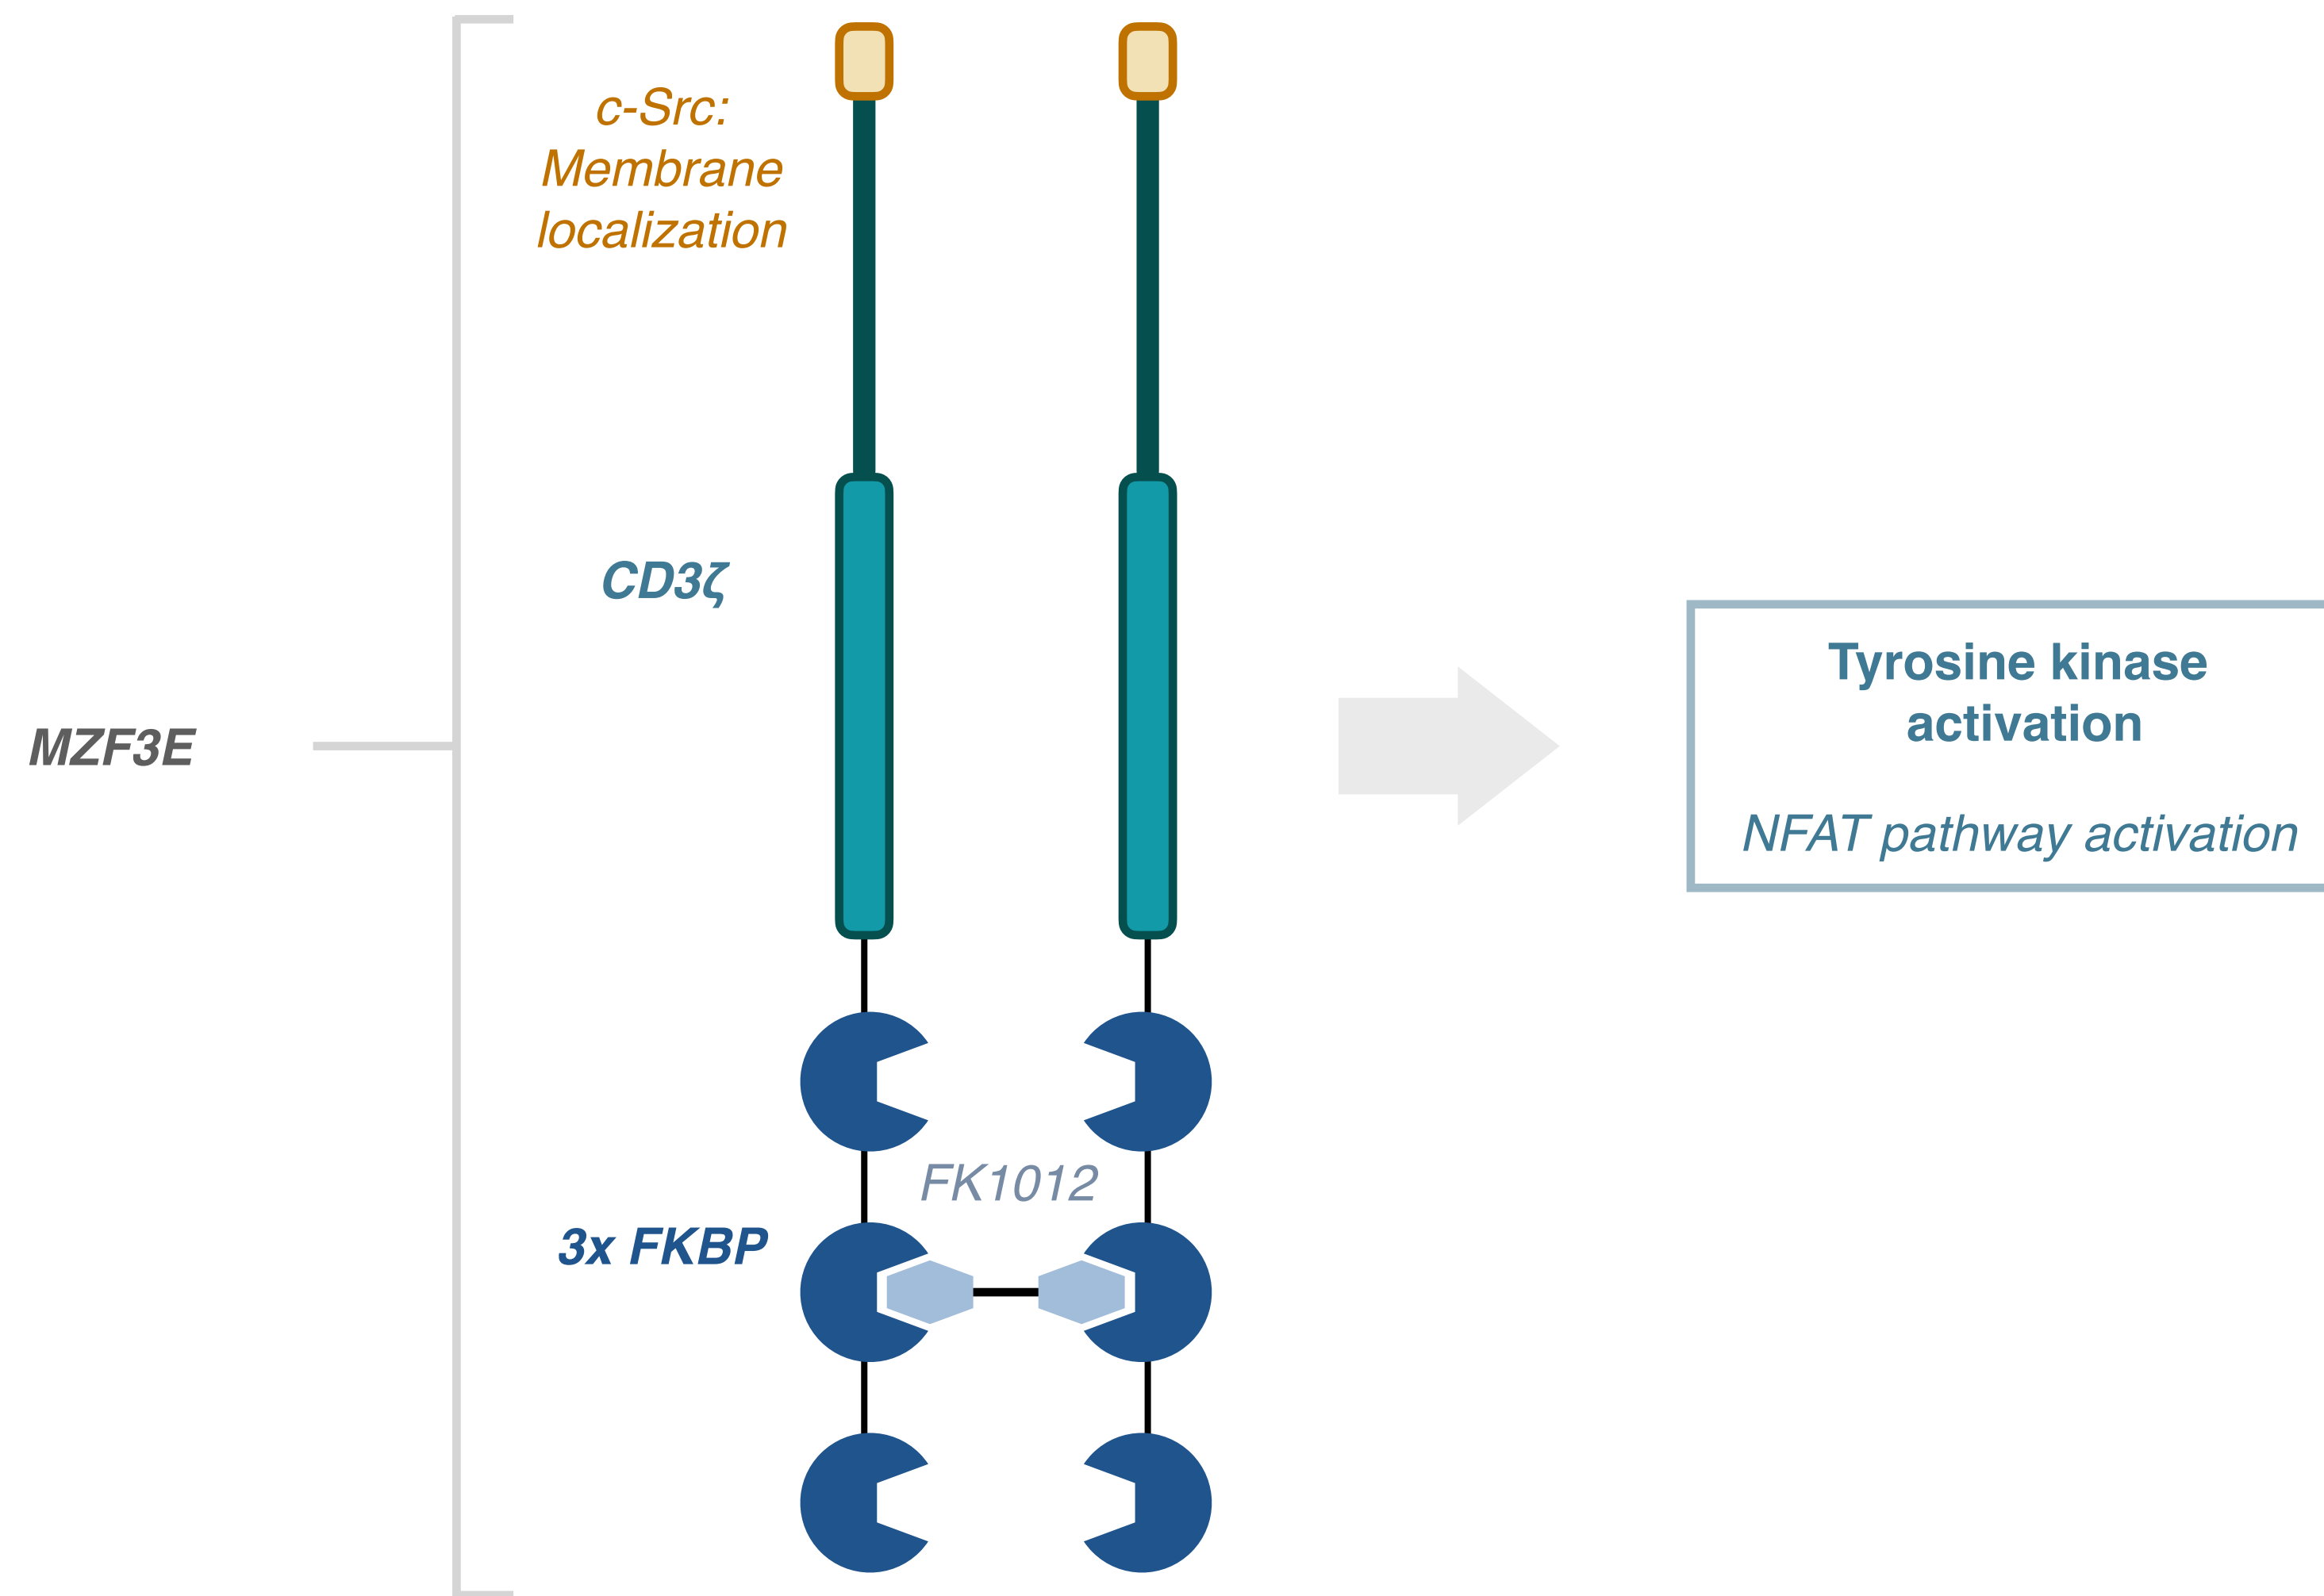 c-Src:
Membrane
localization
CD3ζ
MZF3E
Tyrosine kinase
activation
NFAT pathway activation
FK1012
3x FKBP